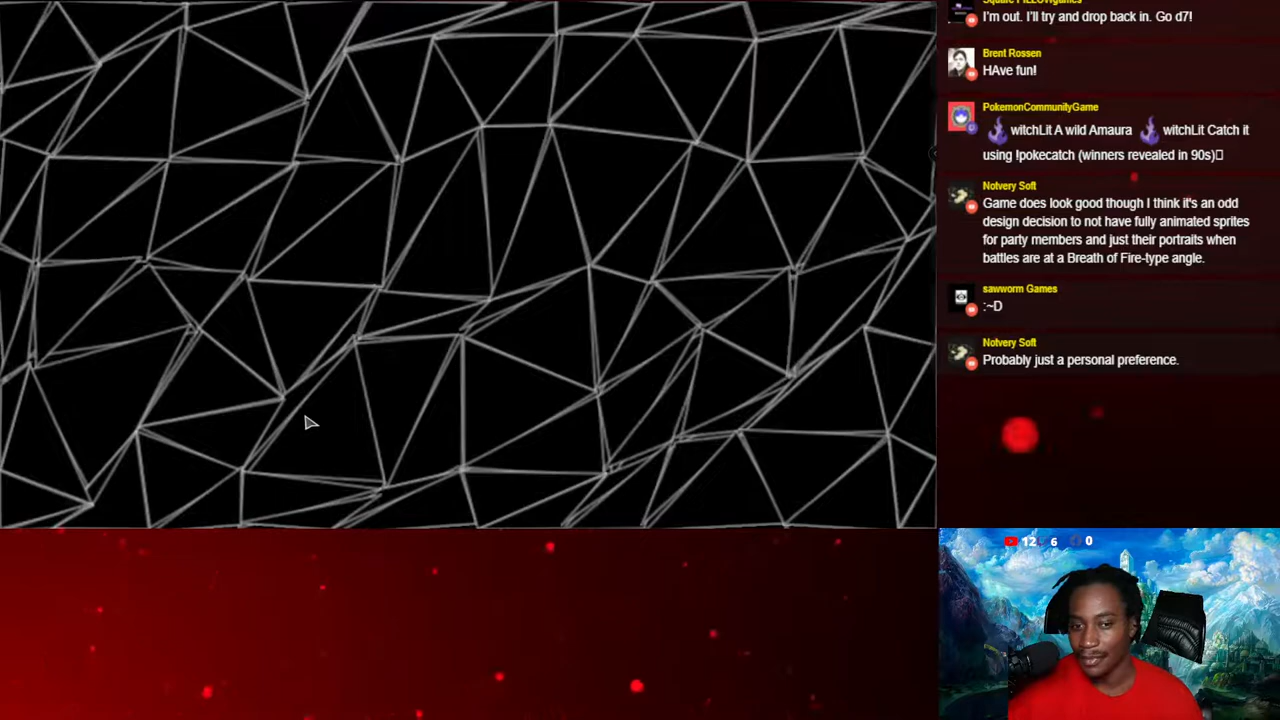 I'm out. I'll try and drop back in. Go d7!
Brent Rossen
HAve fun!
PokemonCommunityGame
witchLit A wild Amaura witchLit Catch it
using !pokecatch (winners revealed in 90s)
Notvery Soft
Game does look good though I think it's an odd
design decision to not have fully animated sprites
for party members and just their portraits when
battles are at a Breath of Fire-type angle.
sawworm Games
:~D
Notvery Soft
Probably just a personal preference.
12 6 0